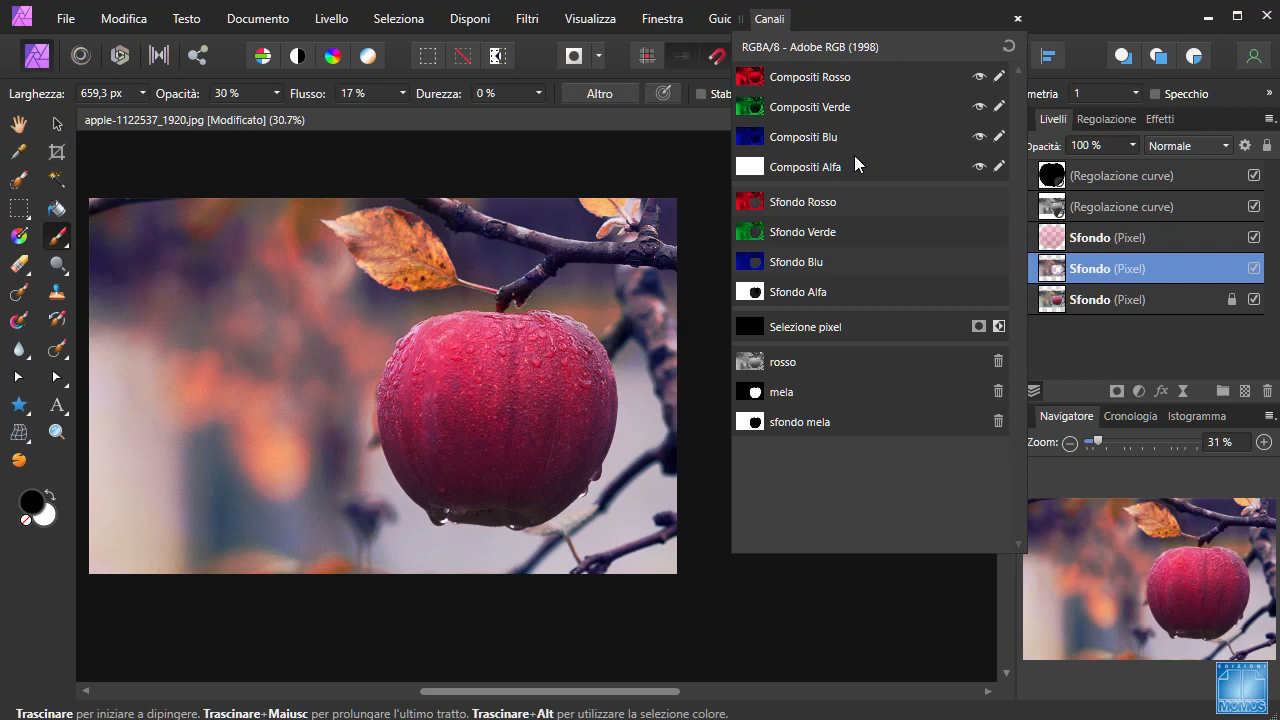 File Modifica Testo Documento Livello Seleziona Disponi Filtri Visualizza Finestra
Canali
RGBA/8 - Adobe RGB (1998)
Larghezza: 659,3 px Opacità: 30 % Flusso: 17 % Durezza: 0 % Altro
1 Specchio »
apple-1122537_1920.jpg [Modificato] (30.7%)
Compositi Rosso
Compositi Verde
Compositi Blu
Compositi Alfa
Sfondo Rosso
Sfondo Verde
Sfondo Blu
Sfondo Alfa
Selezione pixel
rosso
mela
sfondo mela
Livelli Regolazione Effetti
Opacità: 100 % Normale
(Regolazione curve)
(Regolazione curve)
Sfondo (Pixel)
Sfondo (Pixel)
Sfondo (Pixel)
Navigatore Cronologia Istogramma
Zoom: 31 %
EDIZIONI
MOMOS
Trascinare per iniziare a dipingere. Trascinare+Maiusc per prolungare l'ultimo tratto. Trascinare+Alt per utilizzare la selezione colore.